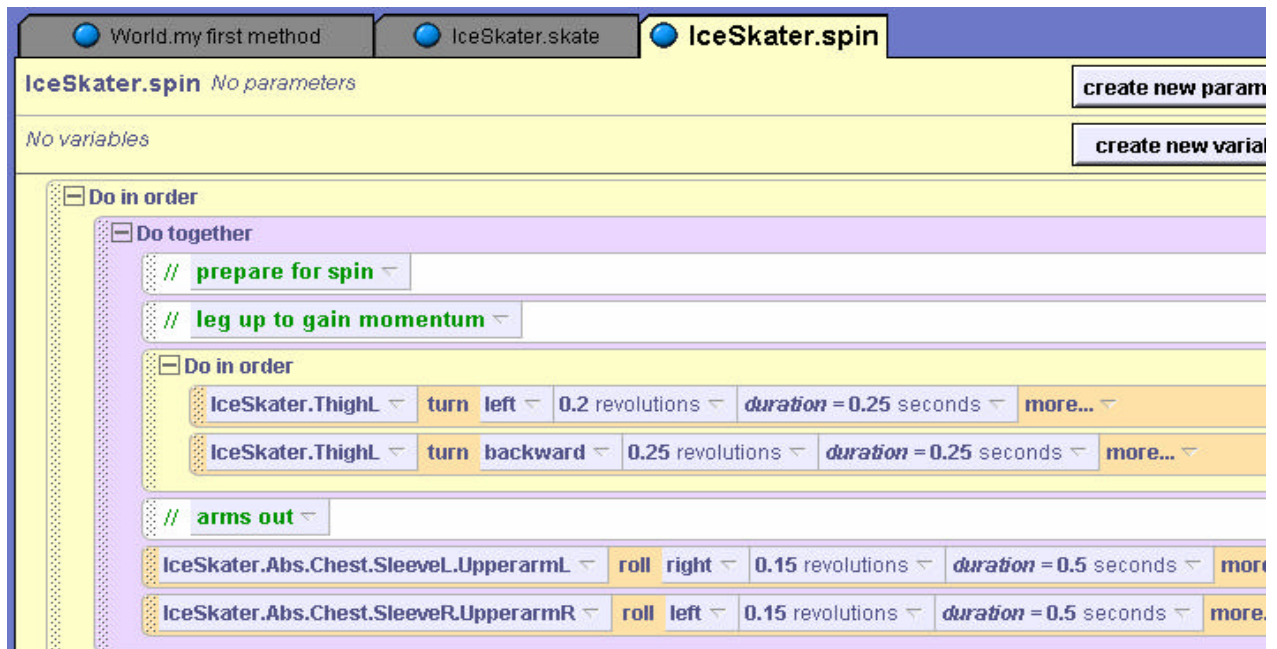 World.my first method IceSkater.skate IceSkater.spin
IceSkater.spin No parameters create new param
No variables create new varial
Do in order
Do together
// prepare for spin
// leg up to gain momentum
Do in order
IceSkater.ThighL turn left 0.2 revolutions duration = 0.25 seconds more...
IceSkater.ThighL turn backward 0.25 revolutions duration = 0.25 seconds more...
// arms out
IceSkater.Abs.Chest.SleeveL.UpperarmL roll right 0.15 revolutions duration = 0.5 seconds more
IceSkater.Abs.Chest.SleeveR.UpperarmR roll left 0.15 revolutions duration = 0.5 seconds more.